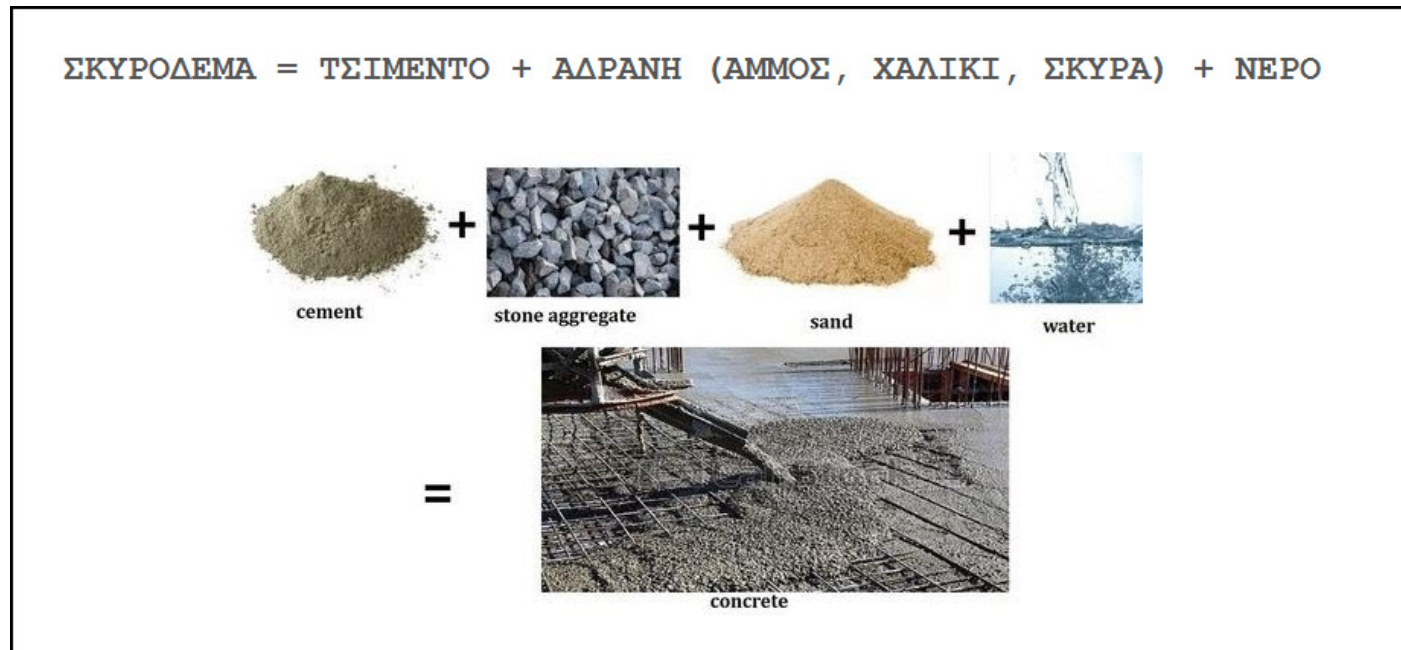 ΣΚΥΡΟΔΕΜΑ = ΤΣΙΜΕΝΤΟ + ΑΔΡΑΝΗ (ΑΜΜΟΣ, ΧΑΛΙΚΙ, ΣΚΥΡΑ) + ΝΕΡΟ
+ + +
cement stone aggregate sand water
=
concrete